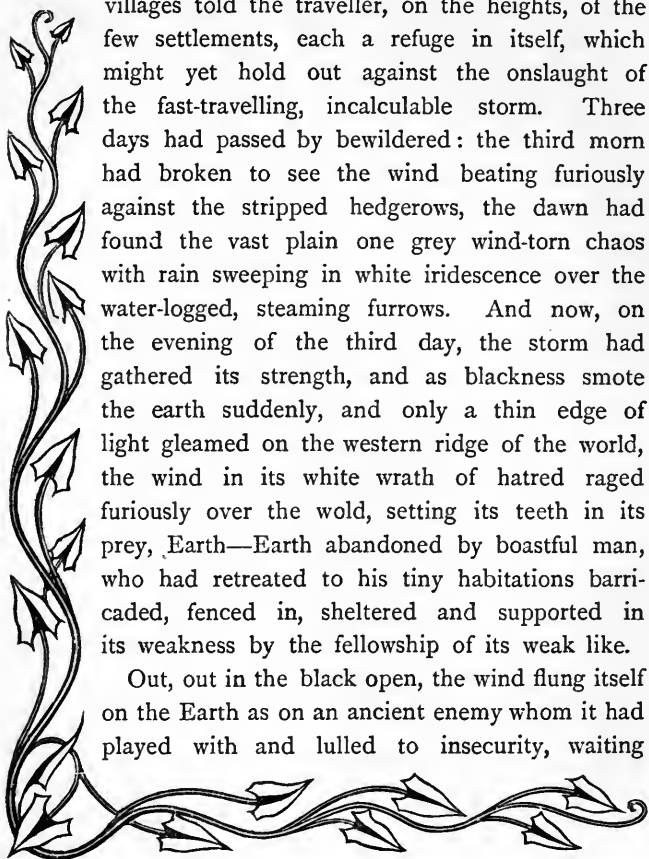 villages told the traveller, on the heights, of the
few settlements, each a refuge in itself, which
might yet hold out against the onslaught of
the fast-travelling, incalculable storm. Three
days had passed by bewildered: the third morn
had broken to see the wind beating furiously
against the stripped hedgerows, the dawn had
found the vast plain one grey wind-torn chaos
with rain sweeping in white iridescence over the
water-logged, steaming furrows. And now, on
the evening of the third day, the storm had
gathered its strength, and as blackness smote
the earth suddenly, and only a thin edge of
light gleamed on the western ridge of the world,
the wind in its white wrath of hatred raged
furiously over the wold, setting its teeth in its
prey, Earth—Earth abandoned by boastful man,
who had retreated to his tiny habitations barri-
caded, fenced in, sheltered and supported in
its weakness by the fellowship of its weak like.
Out, out in the black open, the wind flung itself
on the Earth as on an ancient enemy whom it had
played with and lulled to insecurity, waiting